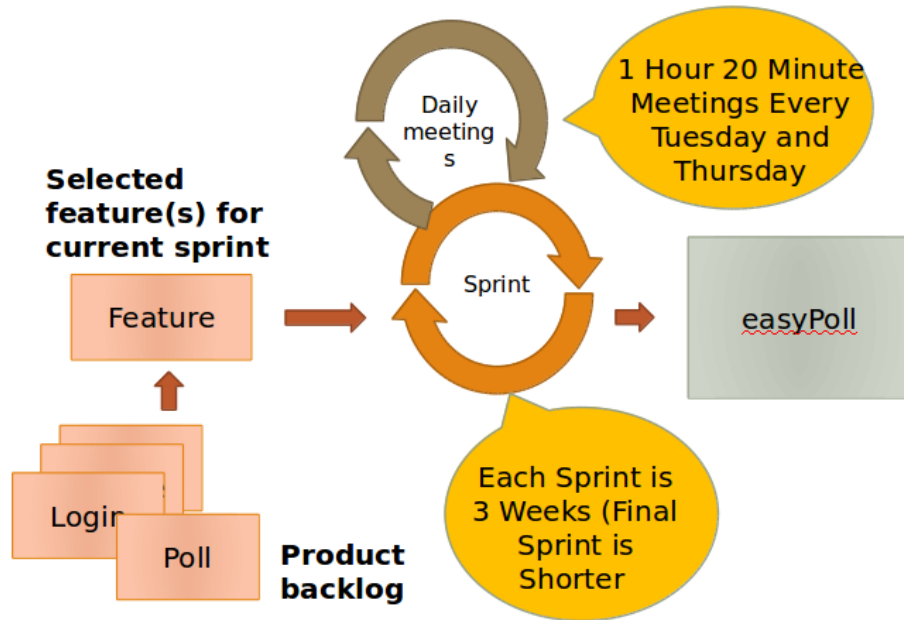 Daily
meeting
s
1 Hour 20 Minute
Meetings Every
Tuesday and
Thursday
Selected
feature(s) for
current sprint
Feature
Sprint
easyPoll
Login
Poll
Product
backlog
Each Sprint is
3 Weeks (Final
Sprint is
Shorter